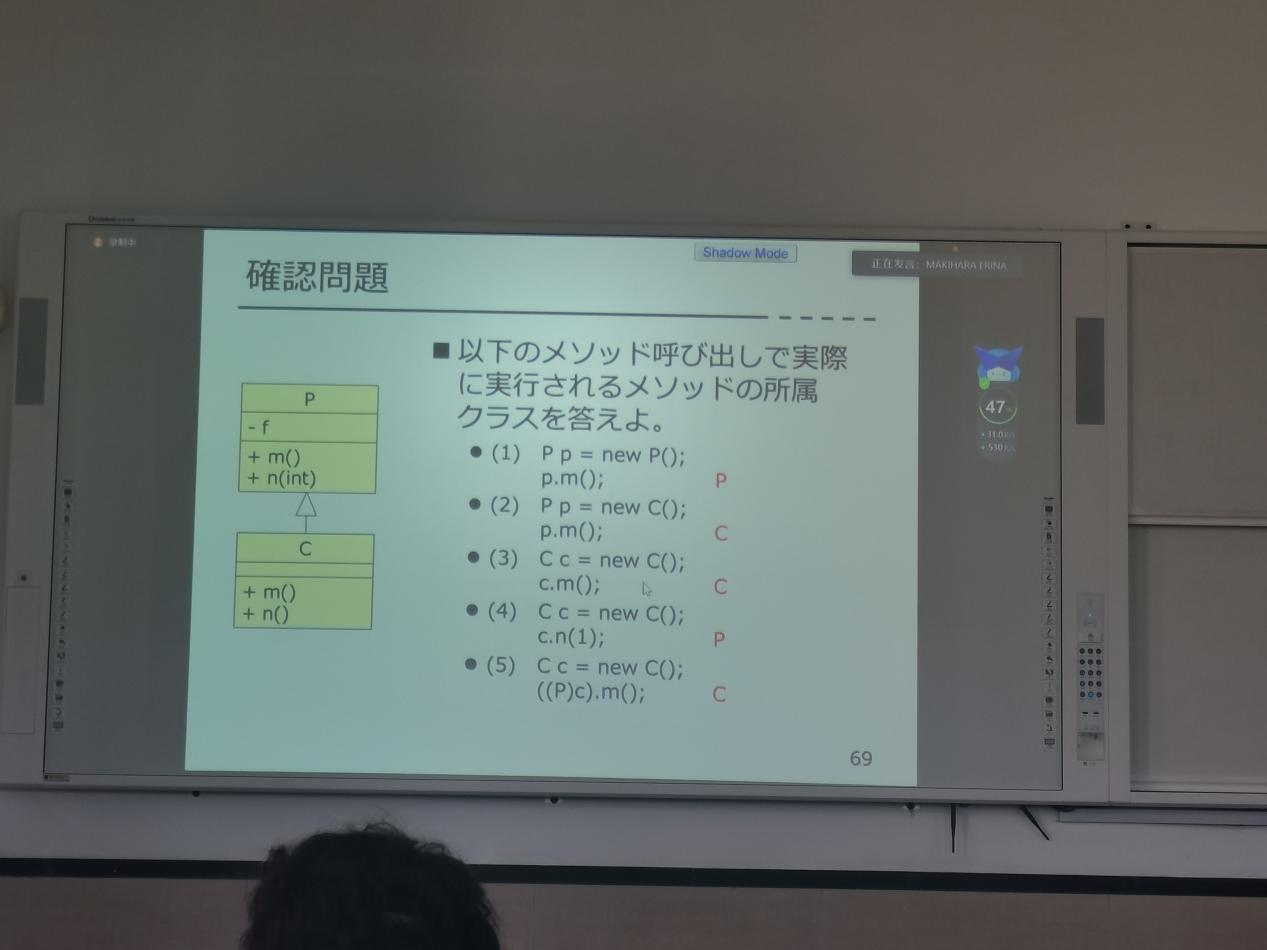 录制中
Shadow Mode
正在发言: MAKIHARA ERINA
確認問題
■ 以下のメソッド呼び出しで実際
に実行されるメソッドの所属
クラスを答えよ。
P
- f
+ m()
+ n(int)
C
+ m()
+ n()
● (1) P p = new P();
p.m(); P
● (2) P p = new C();
p.m(); C
● (3) C c = new C();
c.m(); C
● (4) C c = new C();
c.n(1); P
● (5) C c = new C();
((P)c).m(); C
47
69